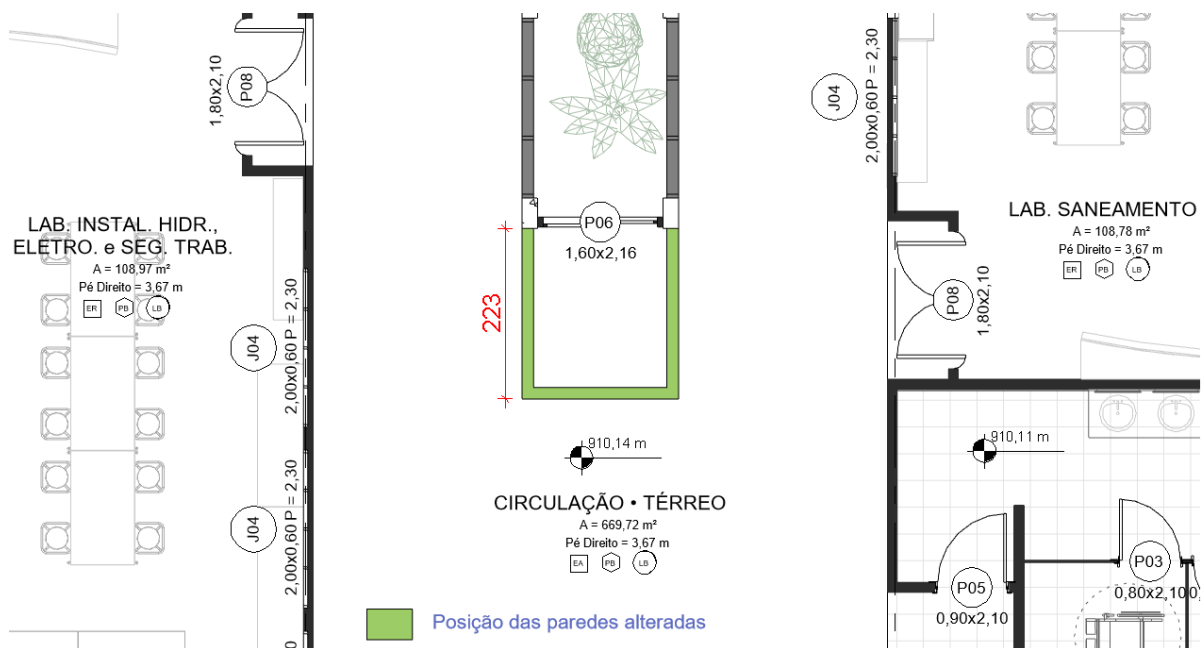 P08
1,80x2,10
LAB. INSTAL. HIDR.,
ELETRO. e SEG. TRAB.
A = 108,97 m²
Pé Direito = 3,67 m
ER PB LB
J04
2,00x0,60 P = 2,30
J04
2,00x0,60 P = 2,30
P06
1,60x2,16
223
910,14 m
CIRCULAÇÃO • TÉRREO
A = 669,72 m²
Pé Direito = 3,67 m
EA PB LB
Posição das paredes alteradas
J04
2,00x0,60 P = 2,30
LAB. SANEAMENTO
A = 108,78 m²
Pé Direito = 3,67 m
ER PB LB
P08
1,80x2,10
910,11 m
P05
0,90x2,10
P03
0,80x2,10